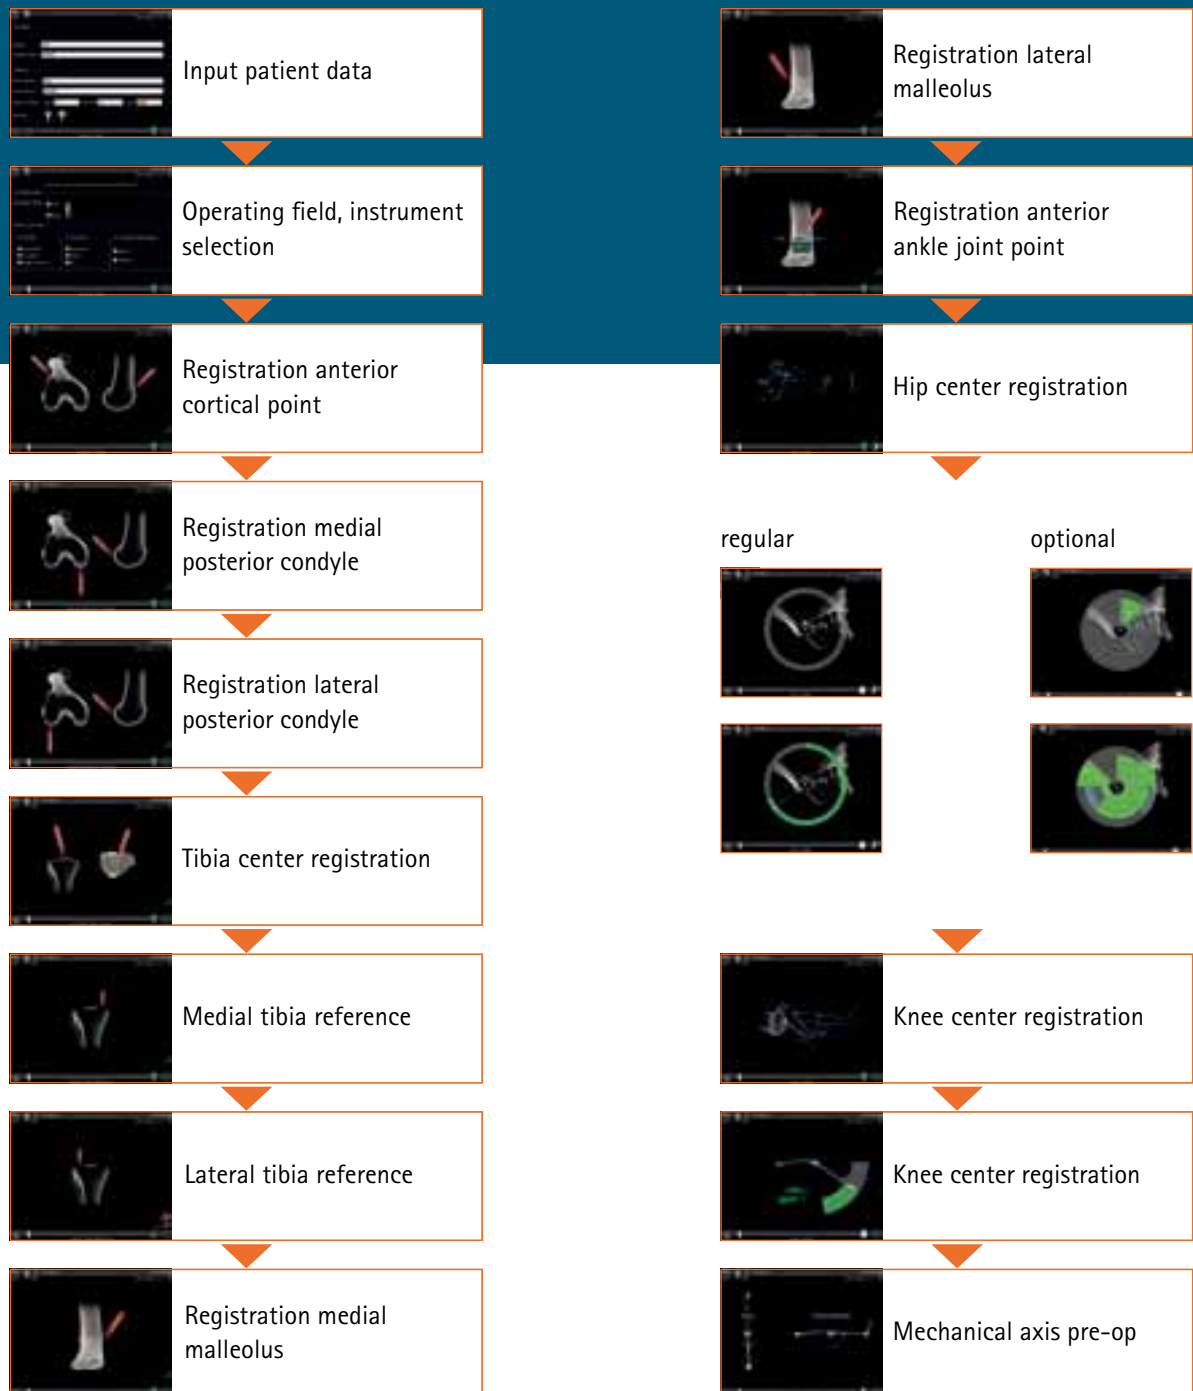 Input patient data
Operating field, instrument
selection
Registration anterior
cortical point
Registration medial
posterior condyle
Registration lateral
posterior condyle
Tibia center registration
Medial tibia reference
Lateral tibia reference
Registration medial
malleolus
Registration lateral
malleolus
Registration anterior
ankle joint point
Hip center registration
regular
optional
Knee center registration
Knee center registration
Mechanical axis pre-op